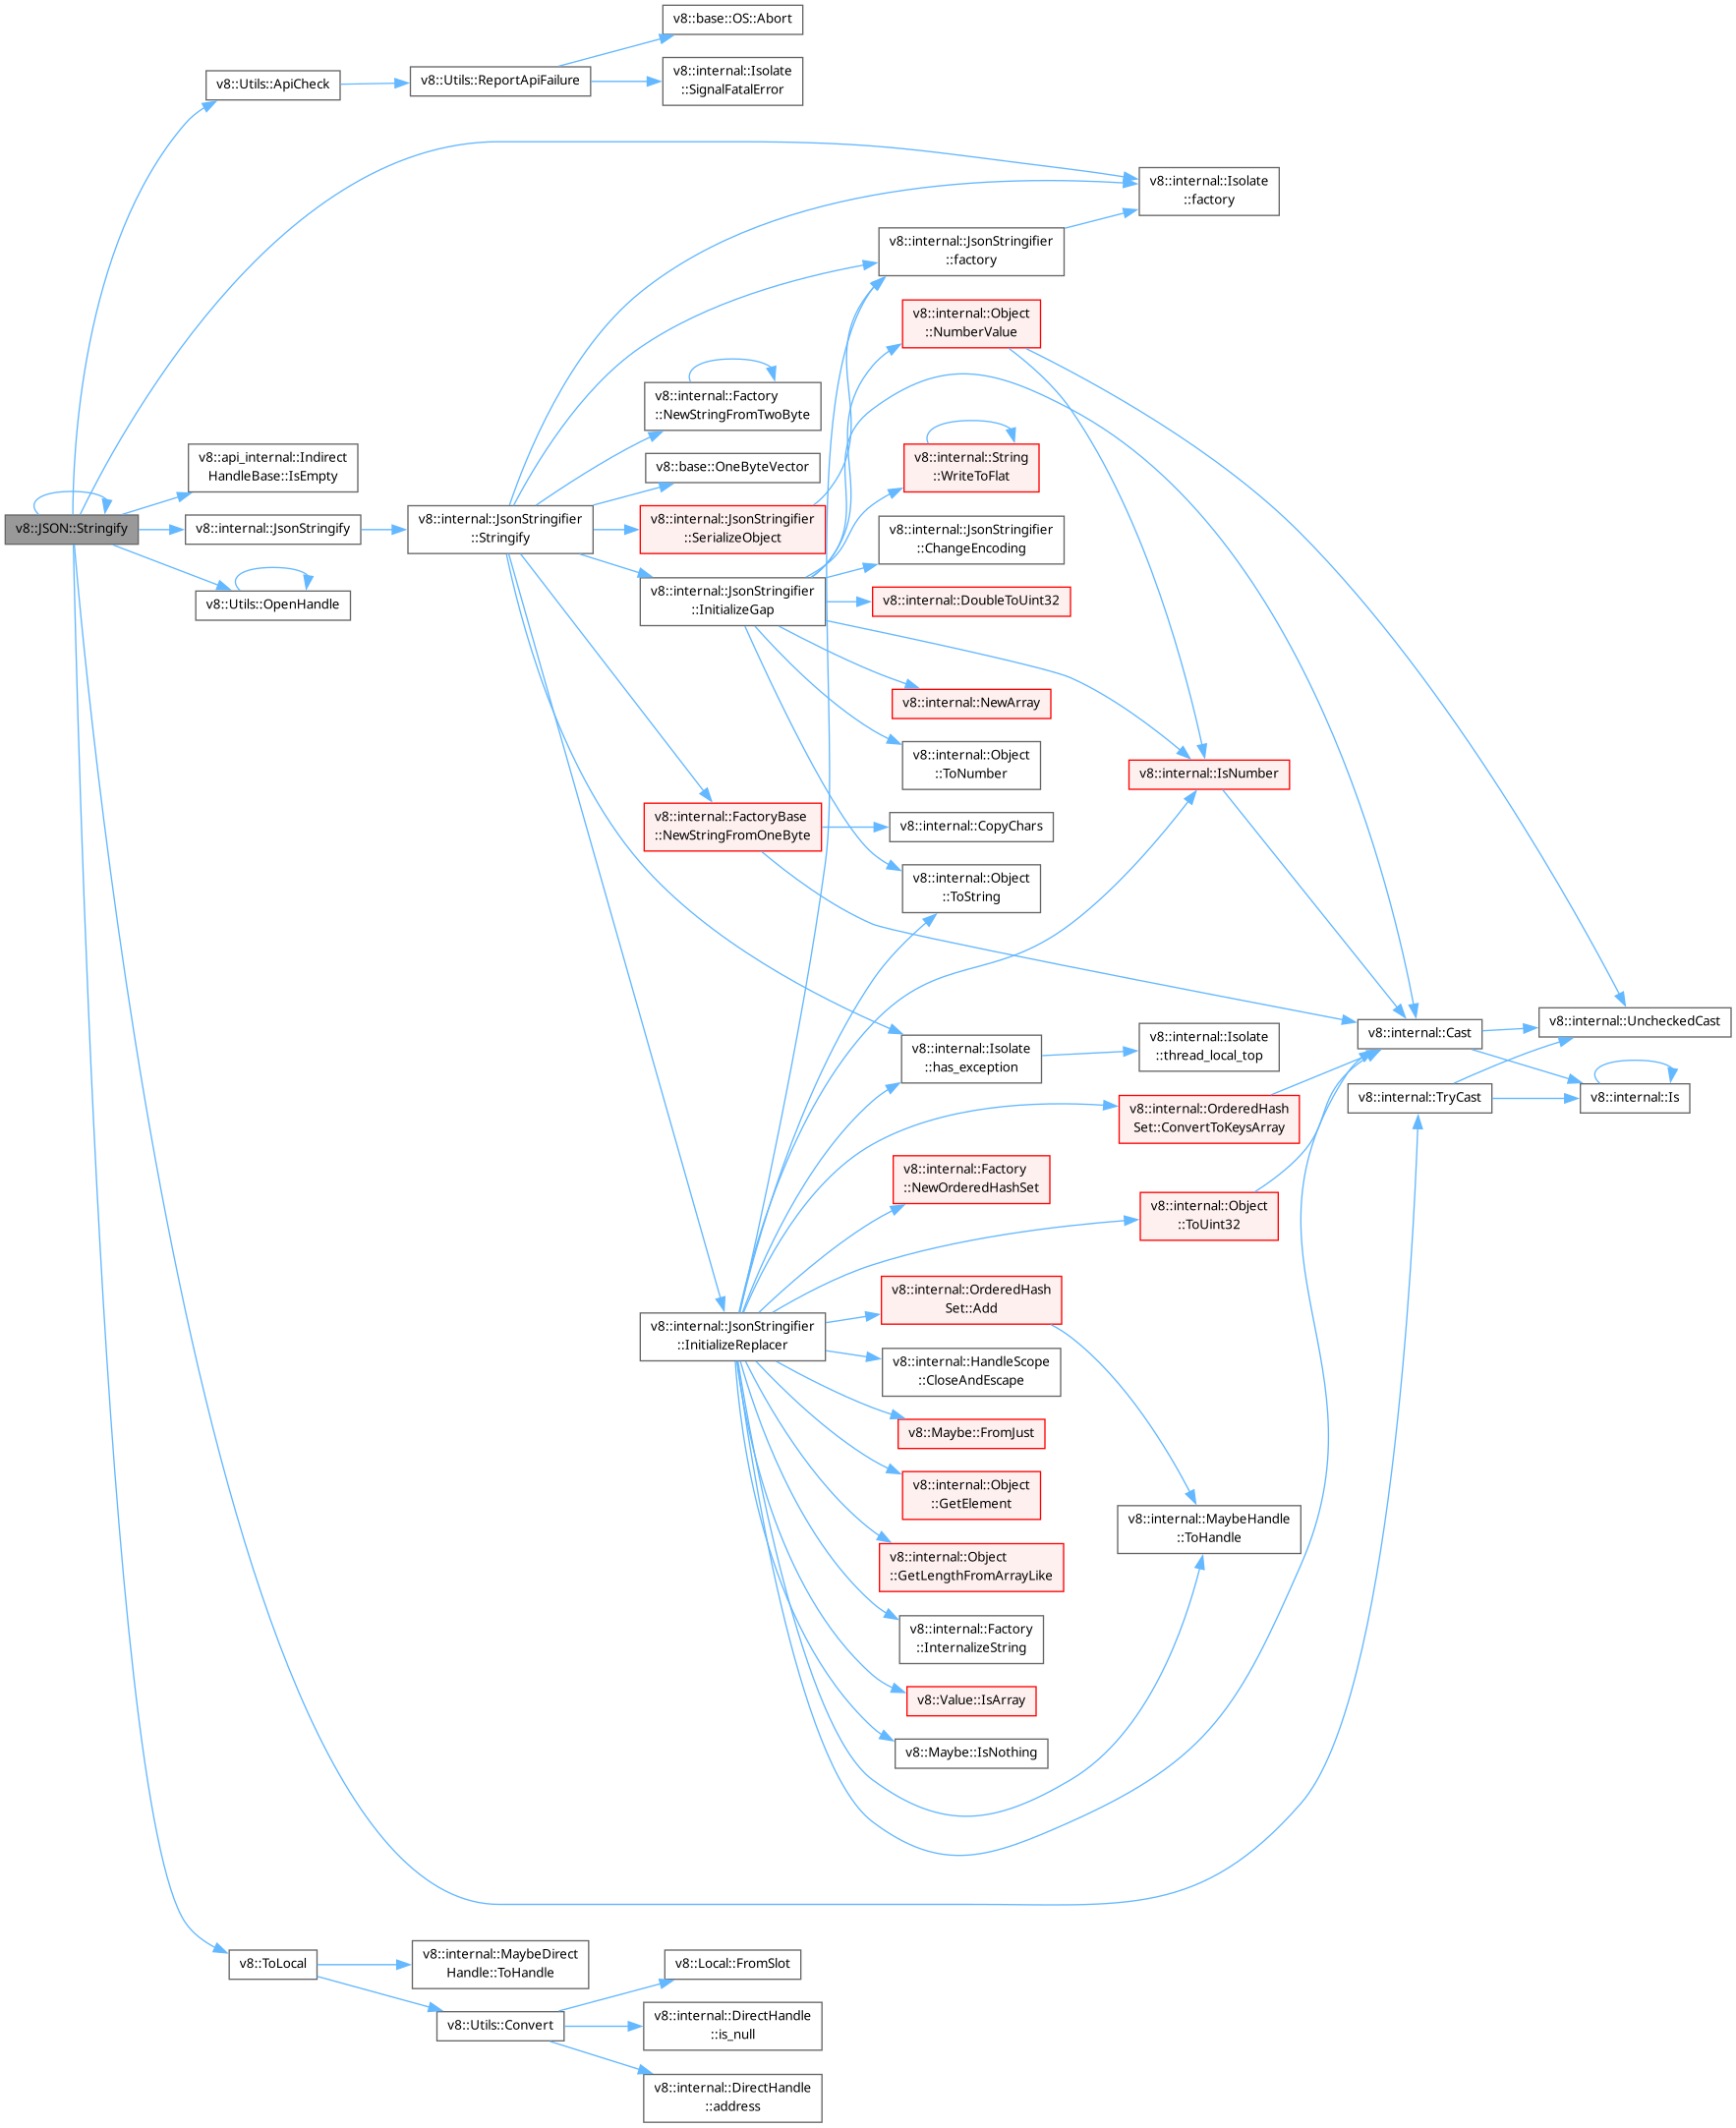 v8::base::OS::Abort
v8::Utils::ApiCheck
v8::Utils::ReportApiFailure
v8::internal::Isolate
::SignalFatalError
v8::internal::Isolate
::factory
v8::internal::JsonStringifier
::factory
v8::internal::Object
::NumberValue
v8::internal::Factory
::NewStringFromTwoByte
v8::api_internal::Indirect
HandleBase::IsEmpty
v8::base::OneByteVector
v8::internal::String
::WriteToFlat
v8::JSON::Stringify
v8::internal::JsonStringify
v8::internal::JsonStringifier
::Stringify
v8::internal::JsonStringifier
::SerializeObject
v8::internal::JsonStringifier
::ChangeEncoding
v8::Utils::OpenHandle
v8::internal::JsonStringifier
::InitializeGap
v8::internal::DoubleToUint32
v8::internal::NewArray
v8::internal::Object
::ToNumber
v8::internal::IsNumber
v8::internal::FactoryBase
::NewStringFromOneByte
v8::internal::CopyChars
v8::internal::Object
::ToString
v8::internal::Isolate
::has_exception
v8::internal::Isolate
::thread_local_top
v8::internal::Cast
v8::internal::UncheckedCast
v8::internal::TryCast
v8::internal::Is
v8::internal::OrderedHash
Set::ConvertToKeysArray
v8::internal::Factory
::NewOrderedHashSet
v8::internal::Object
::ToUint32
v8::internal::OrderedHash
Set::Add
v8::internal::JsonStringifier
::InitializeReplacer
v8::internal::HandleScope
::CloseAndEscape
v8::Maybe::FromJust
v8::internal::Object
::GetElement
v8::internal::MaybeHandle
::ToHandle
v8::internal::Object
::GetLengthFromArrayLike
v8::internal::Factory
::InternalizeString
v8::Value::IsArray
v8::Maybe::IsNothing
v8::ToLocal
v8::internal::MaybeDirect
Handle::ToHandle
v8::Local::FromSlot
v8::Utils::Convert
v8::internal::DirectHandle
::is_null
v8::internal::DirectHandle
::address